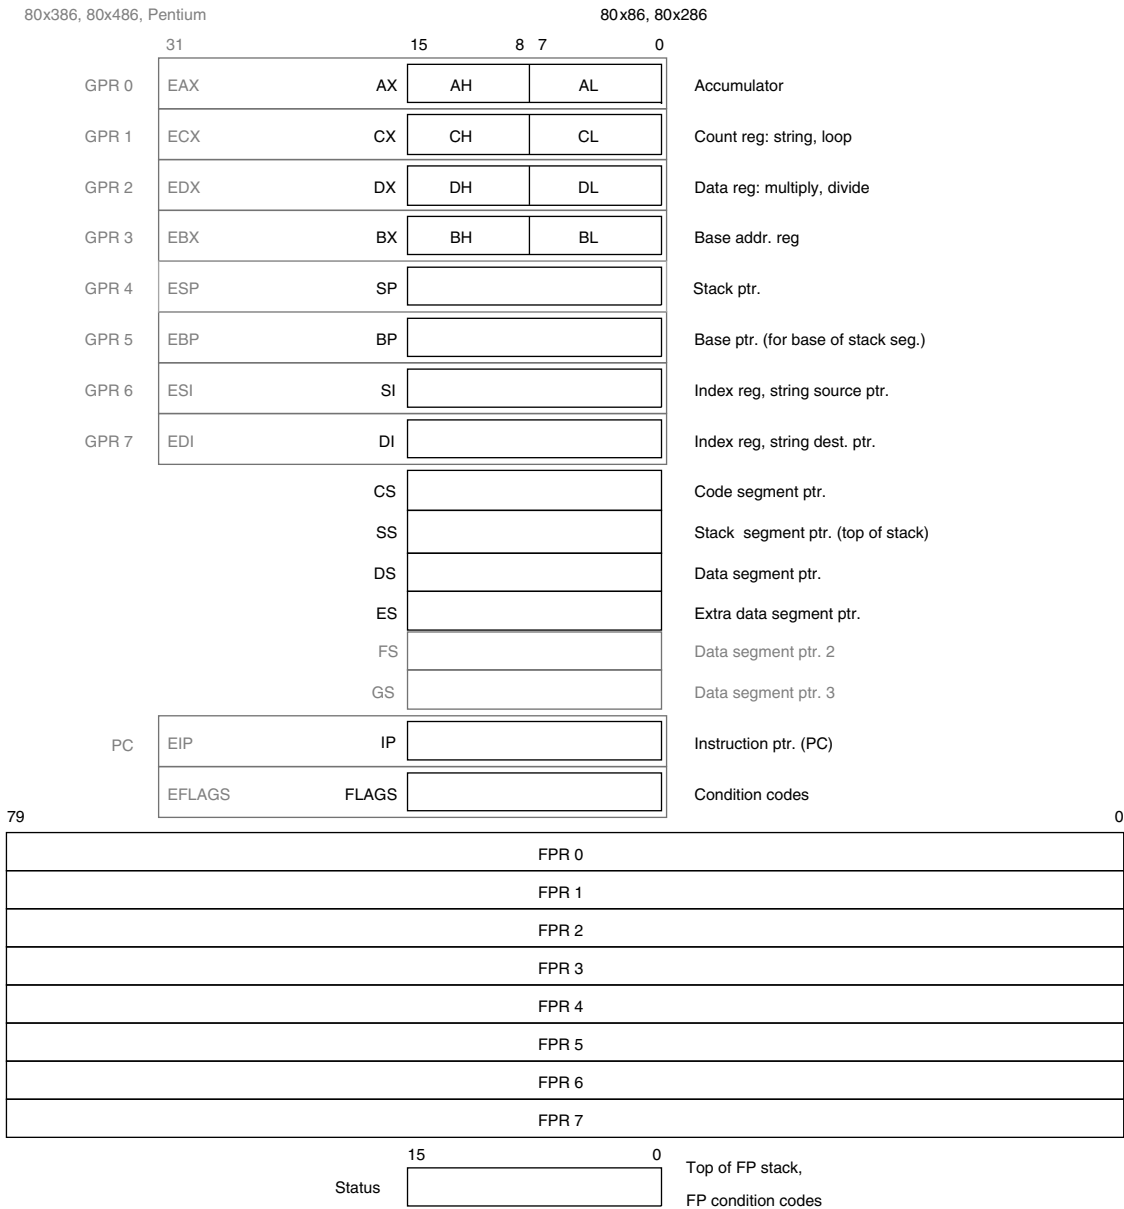 80x386, 80x486, Pentium 80x86, 80x286
31 15 8 7 0
GPR 0 EAX AX AH AL Accumulator
GPR 1 ECX CX CH CL Count reg: string, loop
GPR 2 EDX DX DH DL Data reg: multiply, divide
GPR 3 EBX BX BH BL Base addr. reg
GPR 4 ESP SP Stack ptr.
GPR 5 EBP BP Base ptr. (for base of stack seg.)
GPR 6 ESI SI Index reg, string source ptr.
GPR 7 EDI DI Index reg, string dest. ptr.
CS Code segment ptr.
SS Stack segment ptr. (top of stack)
DS Data segment ptr.
ES Extra data segment ptr.
FS Data segment ptr. 2
GS Data segment ptr. 3
PC EIP IP Instruction ptr. (PC)
EFLAGS FLAGS Condition codes
79 0
FPR 0
FPR 1
FPR 2
FPR 3
FPR 4
FPR 5
FPR 6
FPR 7
15 0
Status Top of FP stack,
FP condition codes